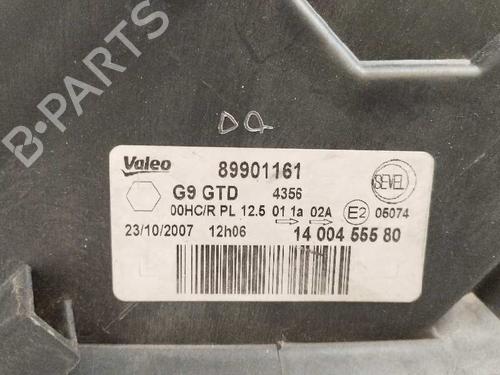 B-PARTS
DQ
Valeo 89901161
G9 GTD 4356 SEVEL
00HC/R PL 12.5 01 1a 02A E2 05074
23/10/2007 12h06 14 004 555 80